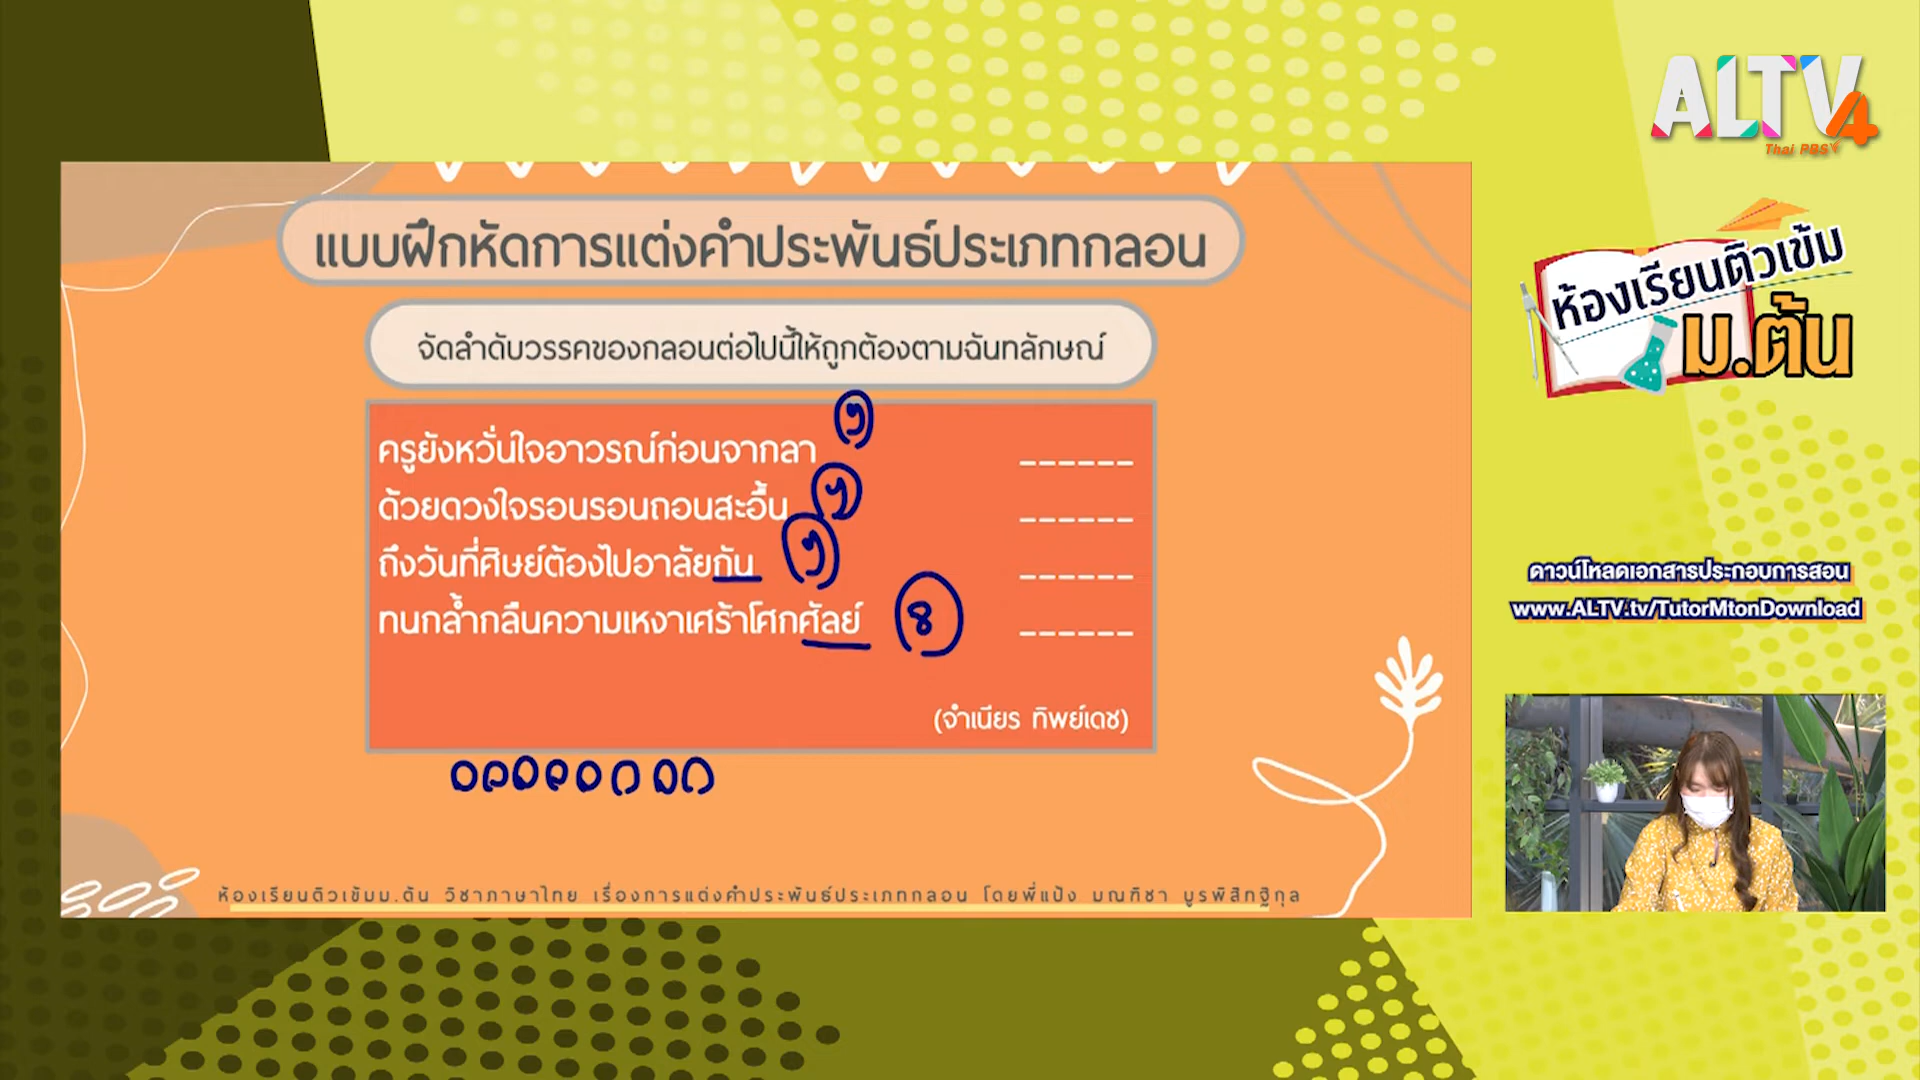 ALTV4
Thai PBS
ห้องเรียนติวเข้ม
ม.ต้น
แบบฝึกหัดการแต่งคำประพันธ์ประเภทกลอน
จัดลำดับวรรคของกลอนต่อไปนี้ให้ถูกต้องตามฉันทลักษณ์
ครูยังหวั่นใจอาวรณ์ก่อนจากลา ______
ด้วยดวงใจรอนรอนถอนสะอื้น ______
ถึงวันที่ศิษย์ต้องไปอาลัยกัน ______
ทนกล้ำกลืนความเหงาเศร้าโศกศัลย์ 8 ______
(จำเนียร ทิพย์เดช)
ห้องเรียนติวเข้มม.ต้น วิชาภาษาไทย เรื่องการแต่งคำประพันธ์ประเภทกลอน โดยพี่แป้ง มณฑิชา บูรพิสิทฐิกุล
ดาวน์โหลดเอกสารประกอบการสอน
www.ALTV.tv/TutorMtonDownload